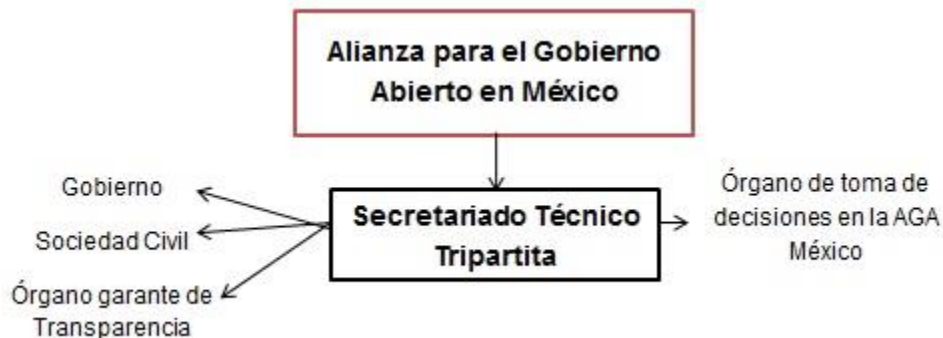 Alianza para el Gobierno
Abierto en México
Gobierno
Sociedad Civil
Órgano garante de
Transparencia
Secretariado Técnico
Tripartita
Órgano de toma de
decisiones en la AGA
México